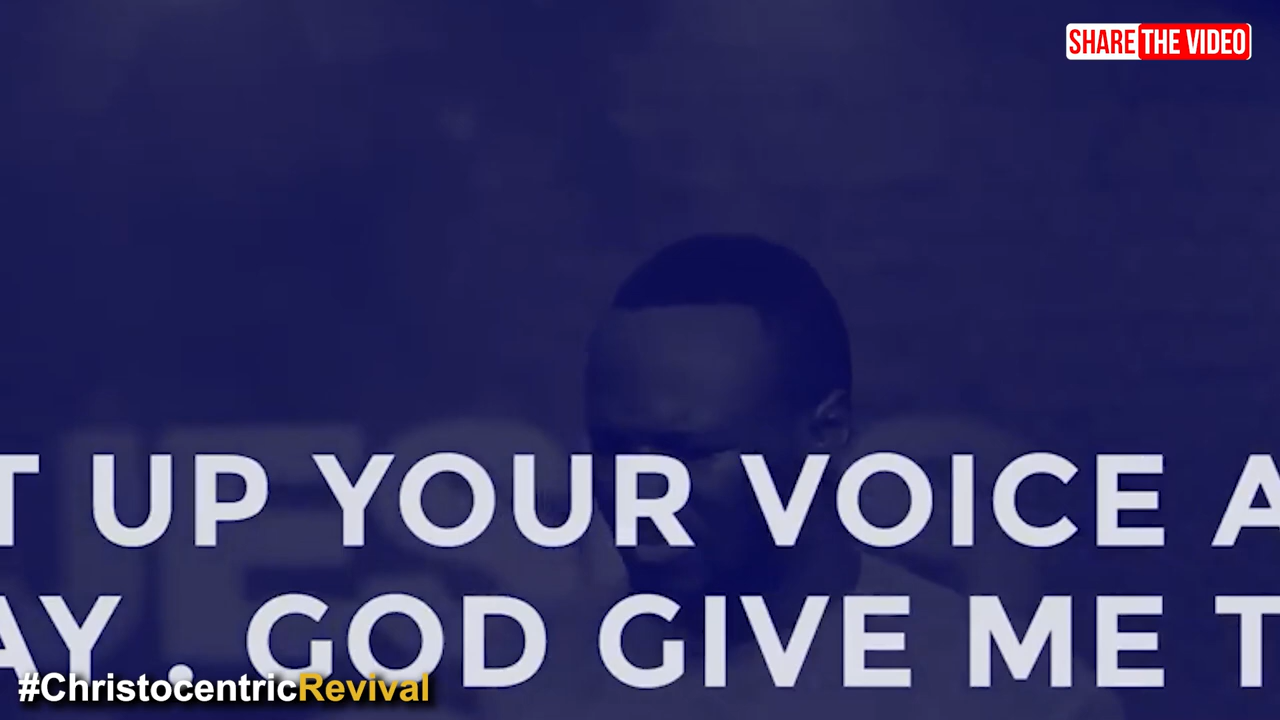 SHARE THE VIDEO
T UP YOUR VOICE A
AY . GOD GIVE ME T
#ChristocentricRevival